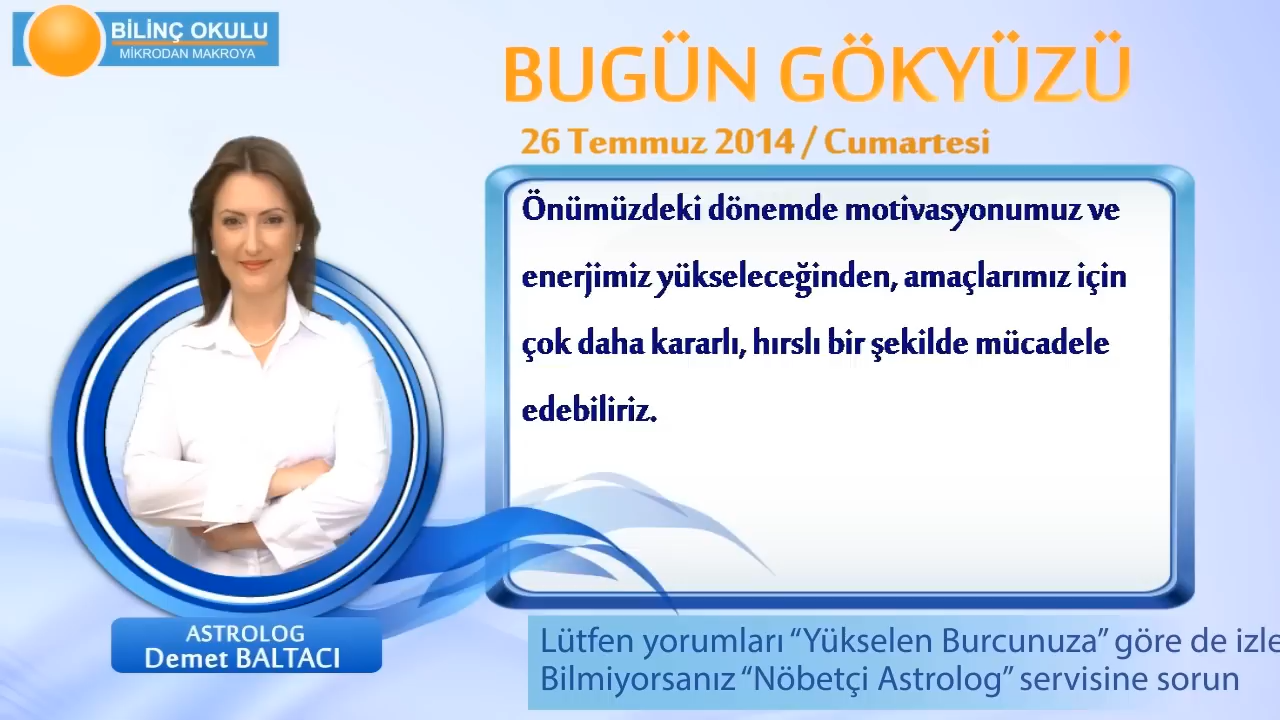 BİLİNÇ OKULU
MİKRODAN MAKROYA
BUGÜN GÖKYÜZÜ
26 Temmuz 2014 / Cumartesi
Önümüzdeki dönemde motivasyonumuz ve
enerjimiz yükseleceğinden, amaçlarımız için
çok daha kararlı, hırslı bir şekilde mücadele
edebiliriz.
ASTROLOG
Demet BALTACI
Lütfen yorumları “Yükselen Burcunuza” göre de izle
Bilmiyorsanız “Nöbetçi Astrolog” servisine sorun